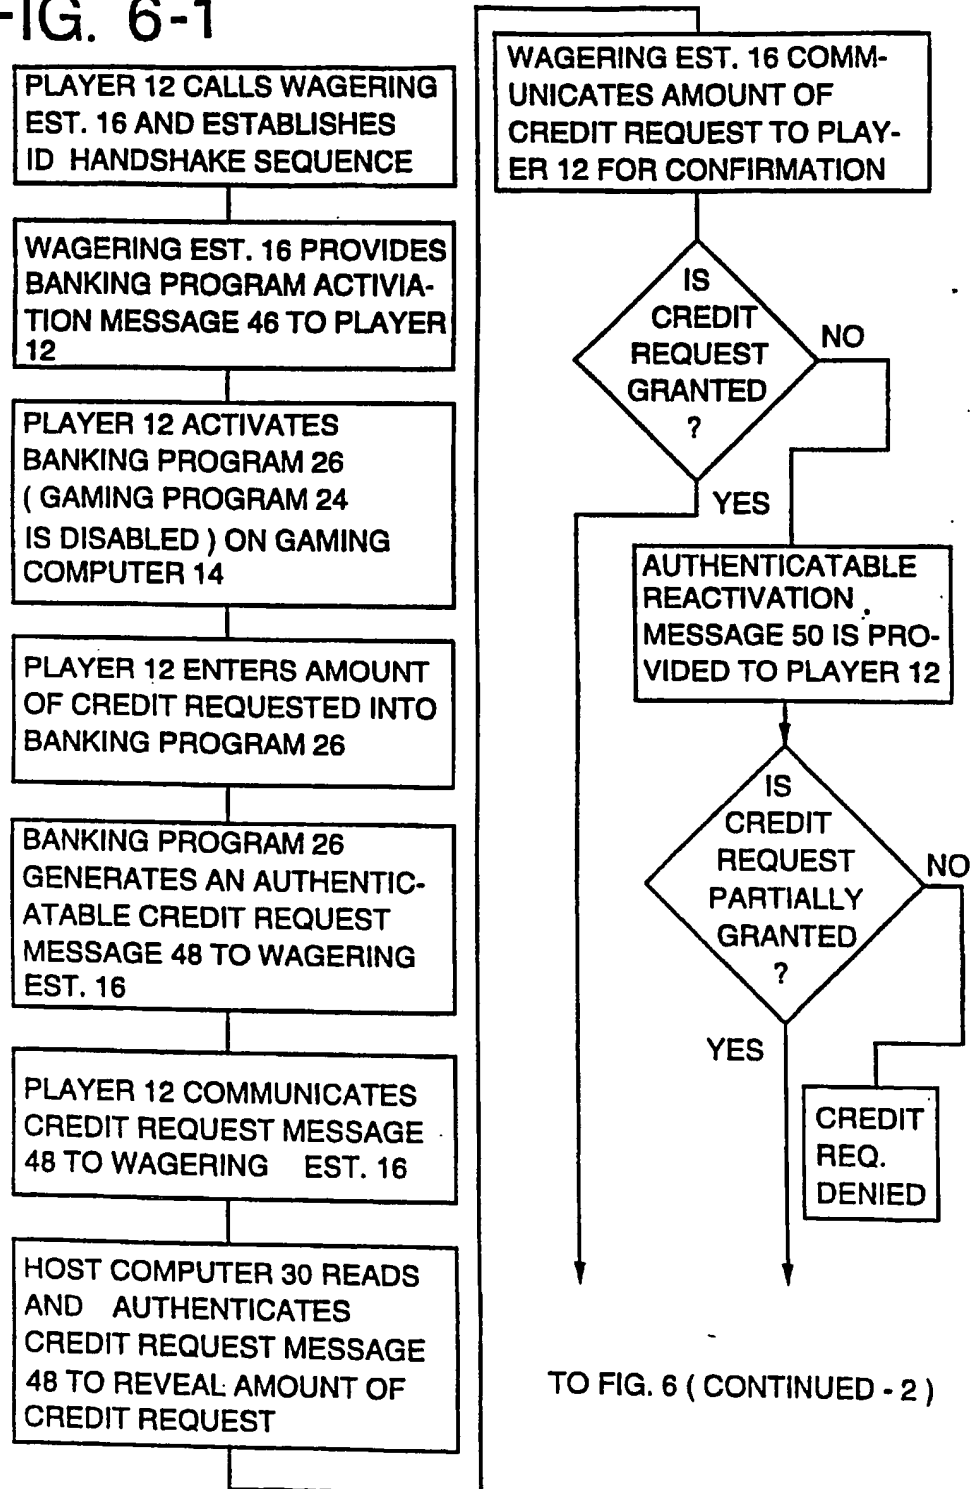 FIG. 6-1
PLAYER 12 CALLS WAGERING
EST. 16 AND ESTABLISHES
ID HANDSHAKE SEQUENCE
WAGERING EST. 16 PROVIDES
BANKING PROGRAM ACTIVIA-
TION MESSAGE 46 TO PLAYER
12
PLAYER 12 ACTIVATES
BANKING PROGRAM 26
( GAMING PROGRAM 24
IS DISABLED ) ON GAMING
COMPUTER 14
PLAYER 12 ENTERS AMOUNT
OF CREDIT REQUESTED INTO
BANKING PROGRAM 26
BANKING PROGRAM 26
GENERATES AN AUTHENTIC-
ATABLE CREDIT REQUEST
MESSAGE 48 TO WAGERING
EST. 16
PLAYER 12 COMMUNICATES
CREDIT REQUEST MESSAGE
48 TO WAGERING EST. 16
HOST COMPUTER 30 READS
AND AUTHENTICATES
CREDIT REQUEST MESSAGE
48 TO REVEAL AMOUNT OF
CREDIT REQUEST
WAGERING EST. 16 COMM-
UNICATES AMOUNT OF
CREDIT REQUEST TO PLAY-
ER 12 FOR CONFIRMATION
IS
CREDIT
REQUEST
GRANTED
?
NO
YES
AUTHENTICATABLE
REACTIVATION
MESSAGE 50 IS PRO-
VIDED TO PLAYER 12
IS
CREDIT
REQUEST
PARTIALLY
GRANTED
?
NO
YES
CREDIT
REQ.
DENIED
TO FIG. 6 ( CONTINUED - 2 )